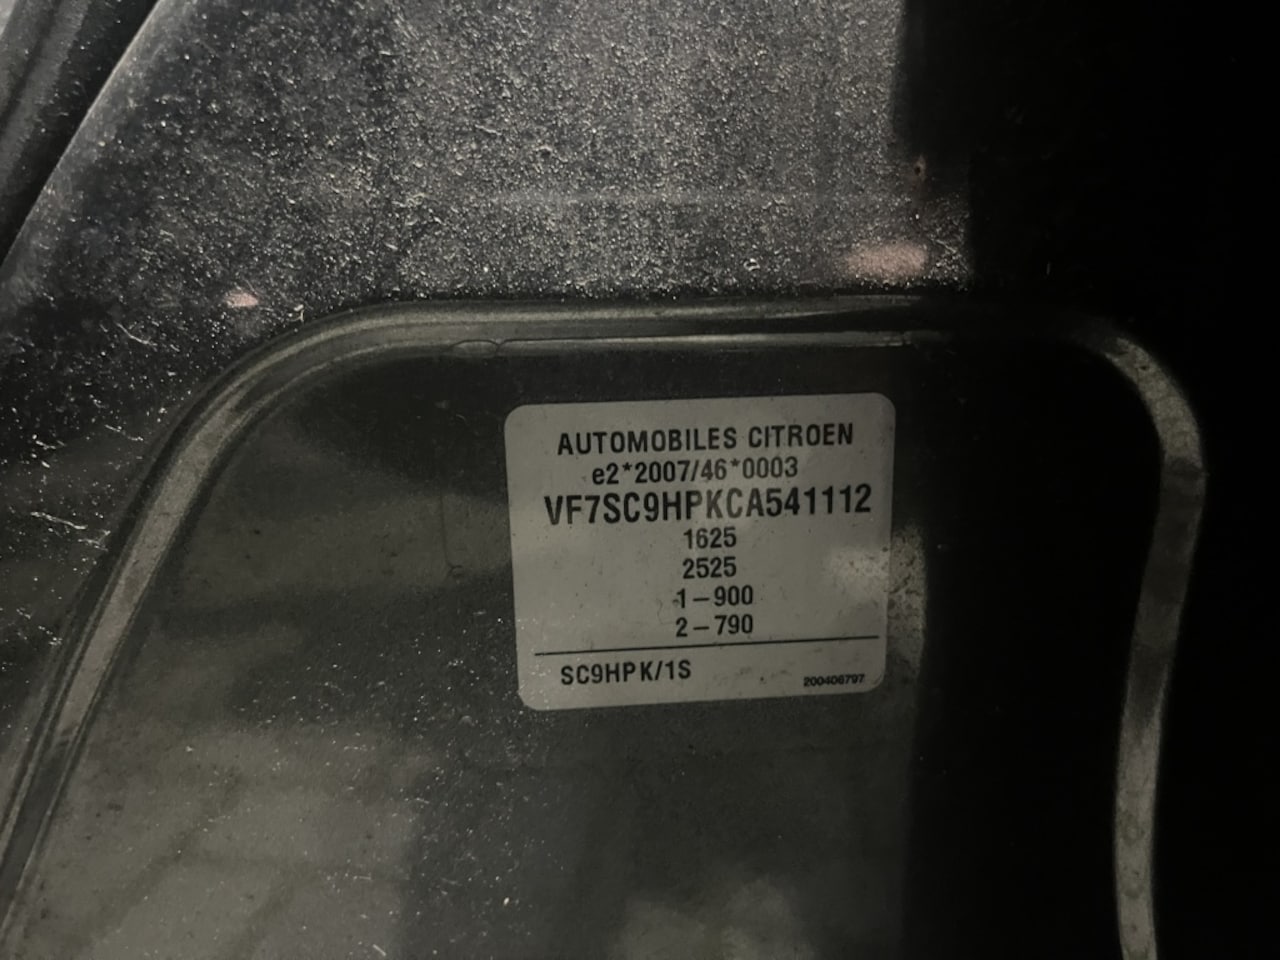 AUTOMOBILES CITROEN
e2*2007/46*0003
VF7SC9HPKCA541112
1625
2525
1-900
2-790
SC9HPK/1S
200406797